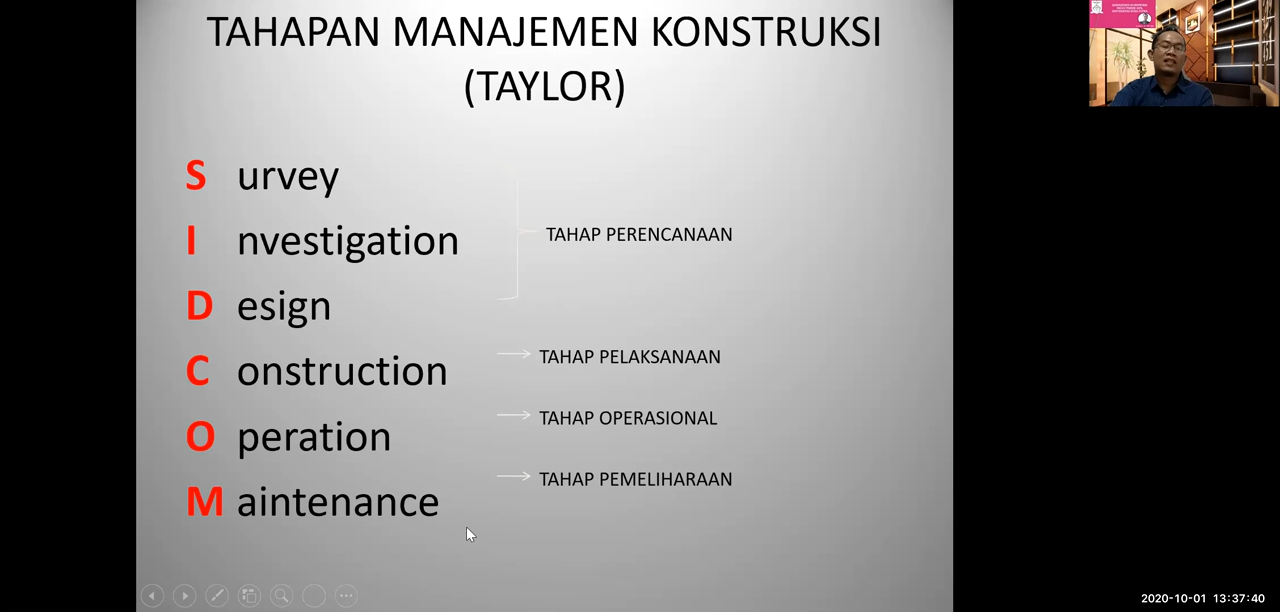 TAHAPAN MANAJEMEN KONSTRUKSI
(TAYLOR)
S urvey
I nvestigation
TAHAP PERENCANAAN
D esign
C onstruction
TAHAP PELAKSANAAN
O peration
TAHAP OPERASIONAL
M aintenance
TAHAP PEMELIHARAAN
2020-10-01 13:37:40